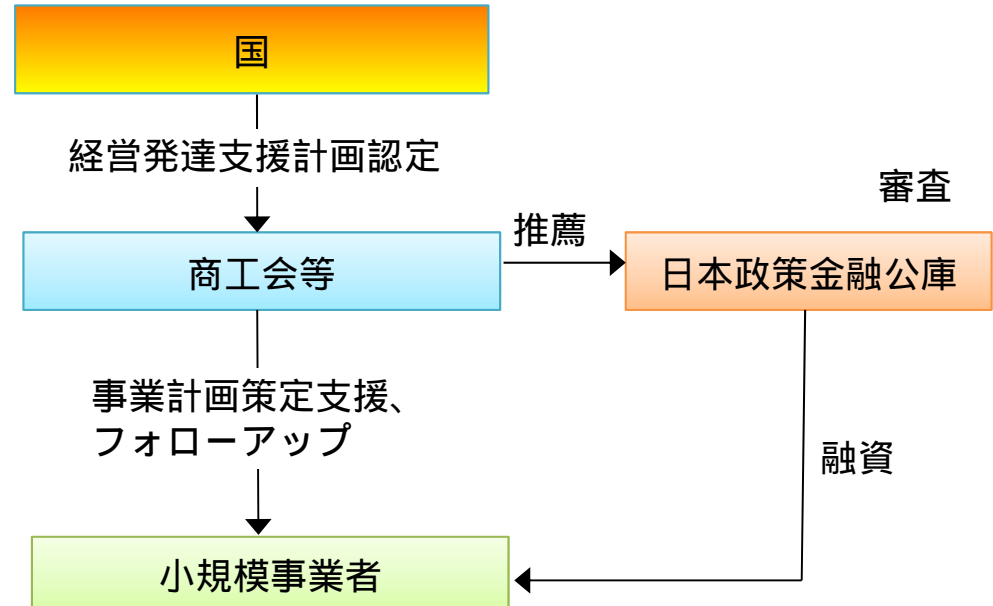 国
経営発達支援計画認定
審査
推薦
商工会等
日本政策金融公庫
事業計画策定支援、
フォローアップ
融資
小規模事業者